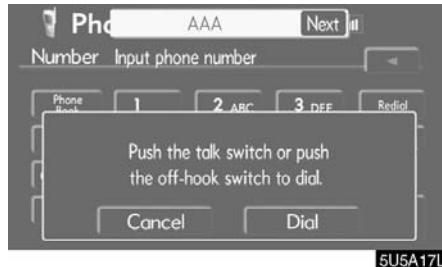 Pho AAA Next
Number Input phone number
Phone Book 1 2 ABC 3 DEF Redial
Push the talk switch or push
the off-hook switch to dial.
Cancel Dial
5U5A17L